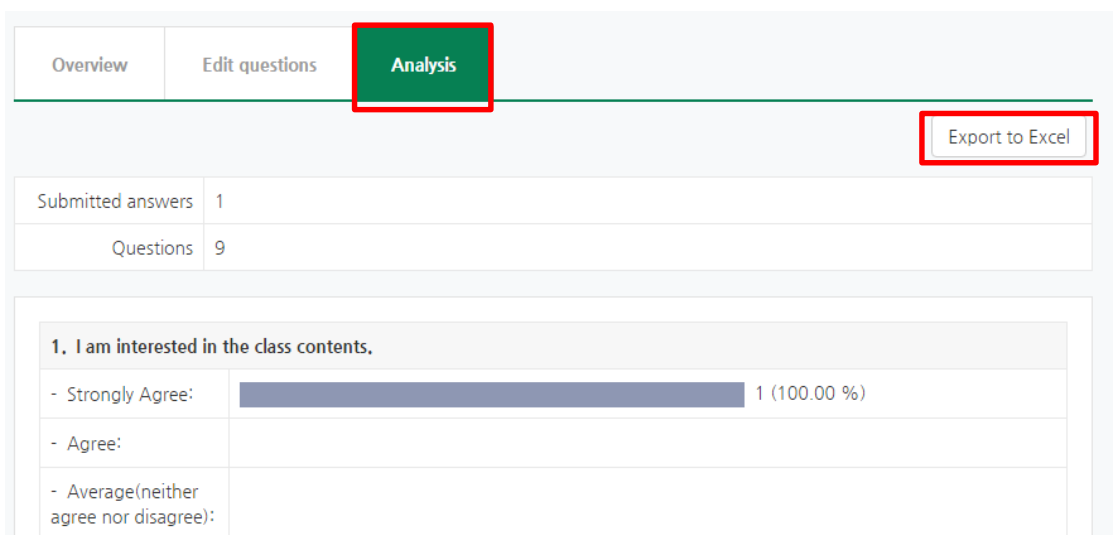 Overview Edit questions Analysis
Export to Excel
Submitted answers 1
Questions 9
1. I am interested in the class contents.
- Strongly Agree: 1 (100.00 %)
- Agree:
- Average(neither
agree nor disagree):